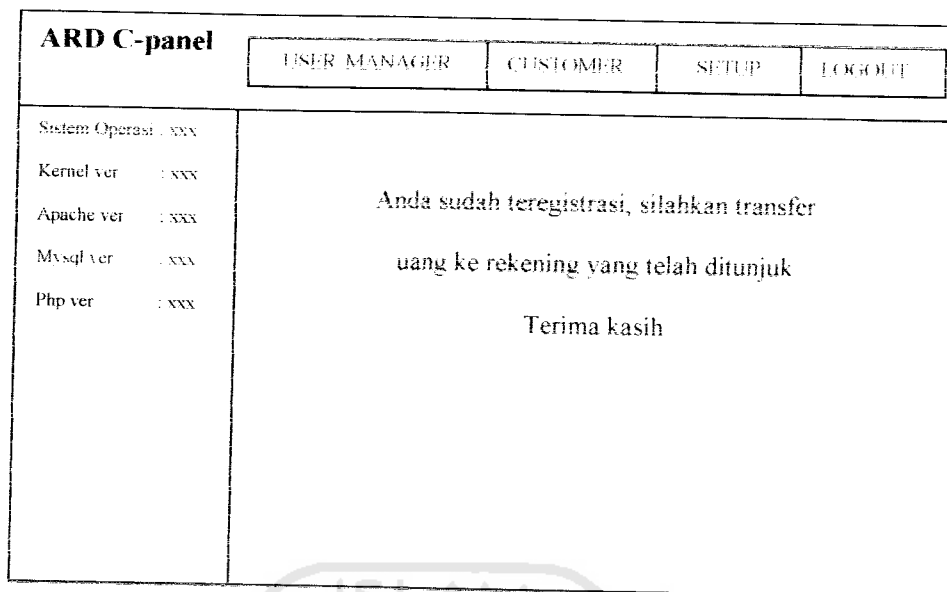 ARD C-panel
USER MANAGER CUSTOMER SETUP LOGOUT
Sistem Operasi : xxx
Kernel ver : xxx
Apache ver : xxx
Mysql ver : xxx
Php ver : xxx
Anda sudah teregistrasi, silahkan transfer
uang ke rekening yang telah ditunjuk
Terima kasih